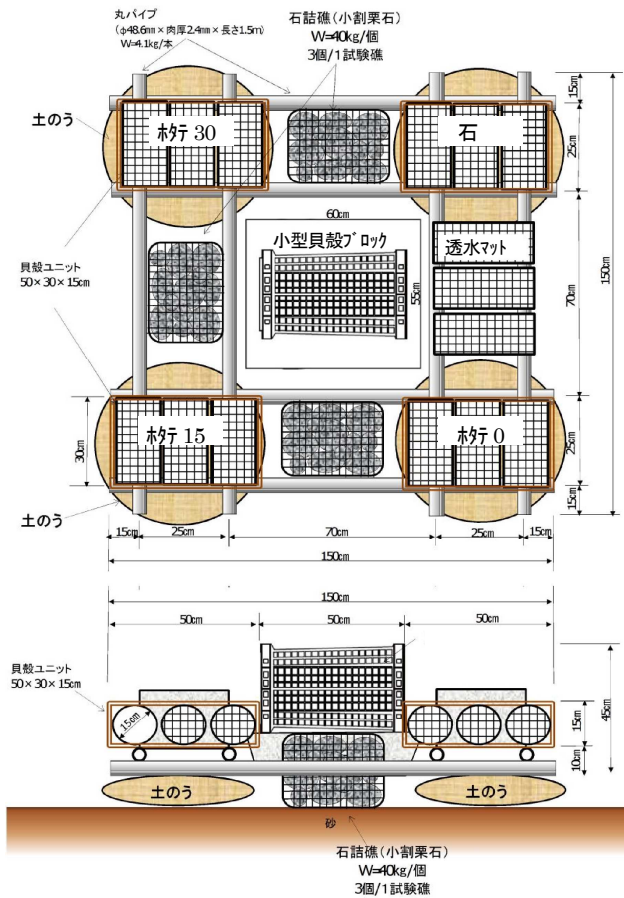 丸パイプ
(φ48.6mm×肉厚2.4mm×長さ1.5m)
W=4.1kg/本
石詰礁(小割栗石)
W=40kg/個
3個/1試験礁
15cm
土のう
ホタテ 30
石
25cm
60cm
小型貝殻ブロック
55cm
透水マット
貝殻ユニット
50×30×15cm
70cm
150cm
30cm
ホタテ 15
ホタテ 0
25cm
15cm
土のう
15cm
25cm
70cm
25cm
15cm
150cm
150cm
50cm
50cm
50cm
貝殻ユニット
50×30×15cm
15cm
15cm
45cm
10cm
土のう
土のう
砂
石詰礁(小割栗石)
W=40kg/個
3個/1試験礁